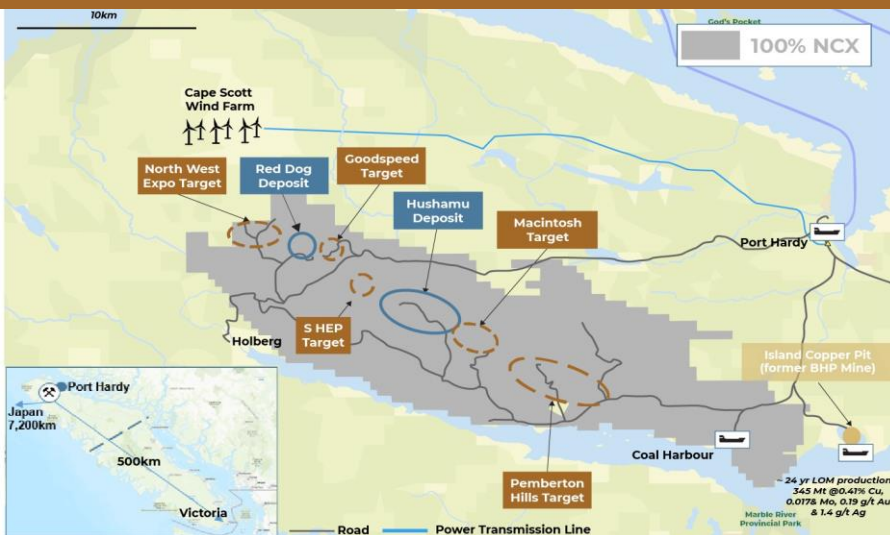 10km
God's Pocket
100% NCX
Cape Scott
Wind Farm
North West
Expo Target
Red Dog
Deposit
Goodspeed
Target
Hushamu
Deposit
Macintosh
Target
Port Hardy
S HEP
Target
Holberg
Island Copper Pit
(former BHP Mine)
Port Hardy
Japan
7,200km
500km
Victoria
Coal Harbour
Pemberton
Hills Target
~ 24 yr LOM production
345 Mt @0.41% Cu,
0.017& Mo, 0.19 g/t Au
& 1.4 g/t Ag
Marble River
Provincial Park
Road
Power Transmission Line